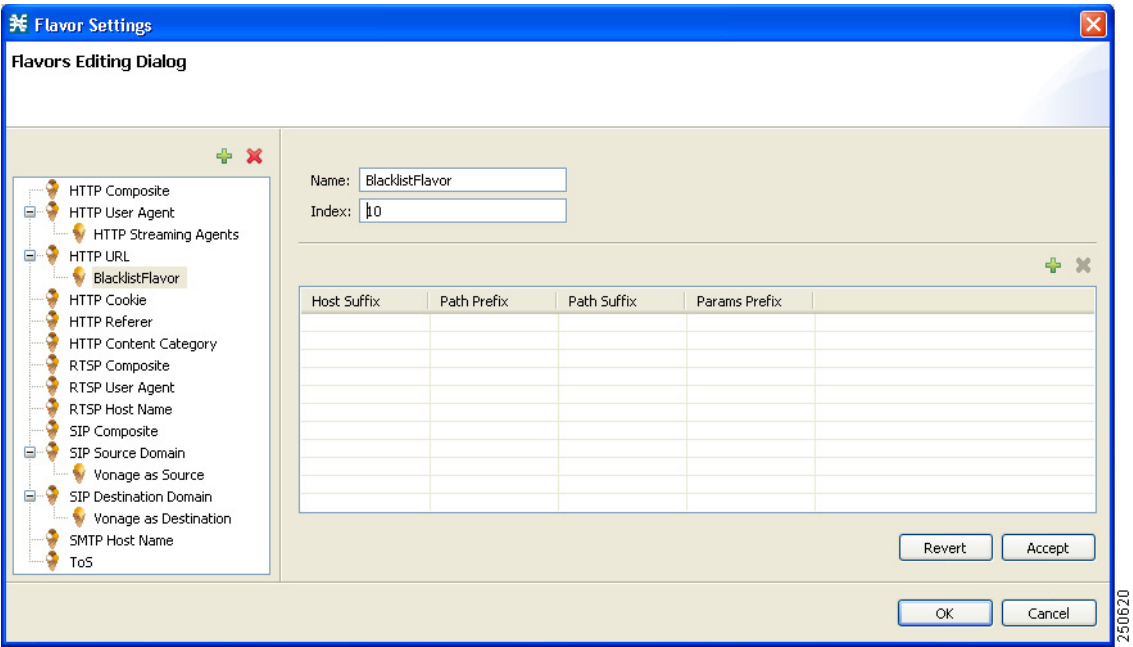 Flavor Settings
Flavors Editing Dialog
HTTP Composite
HTTP User Agent
HTTP Streaming Agents
HTTP URL
BlacklistFlavor
HTTP Cookie
HTTP Referer
HTTP Content Category
RTSP Composite
RTSP User Agent
RTSP Host Name
SIP Composite
SIP Source Domain
Vonage as Source
SIP Destination Domain
Vonage as Destination
SMTP Host Name
ToS
Name: BlacklistFlavor
Index: 10
Host Suffix Path Prefix Path Suffix Params Prefix
Revert Accept
OK Cancel
250620